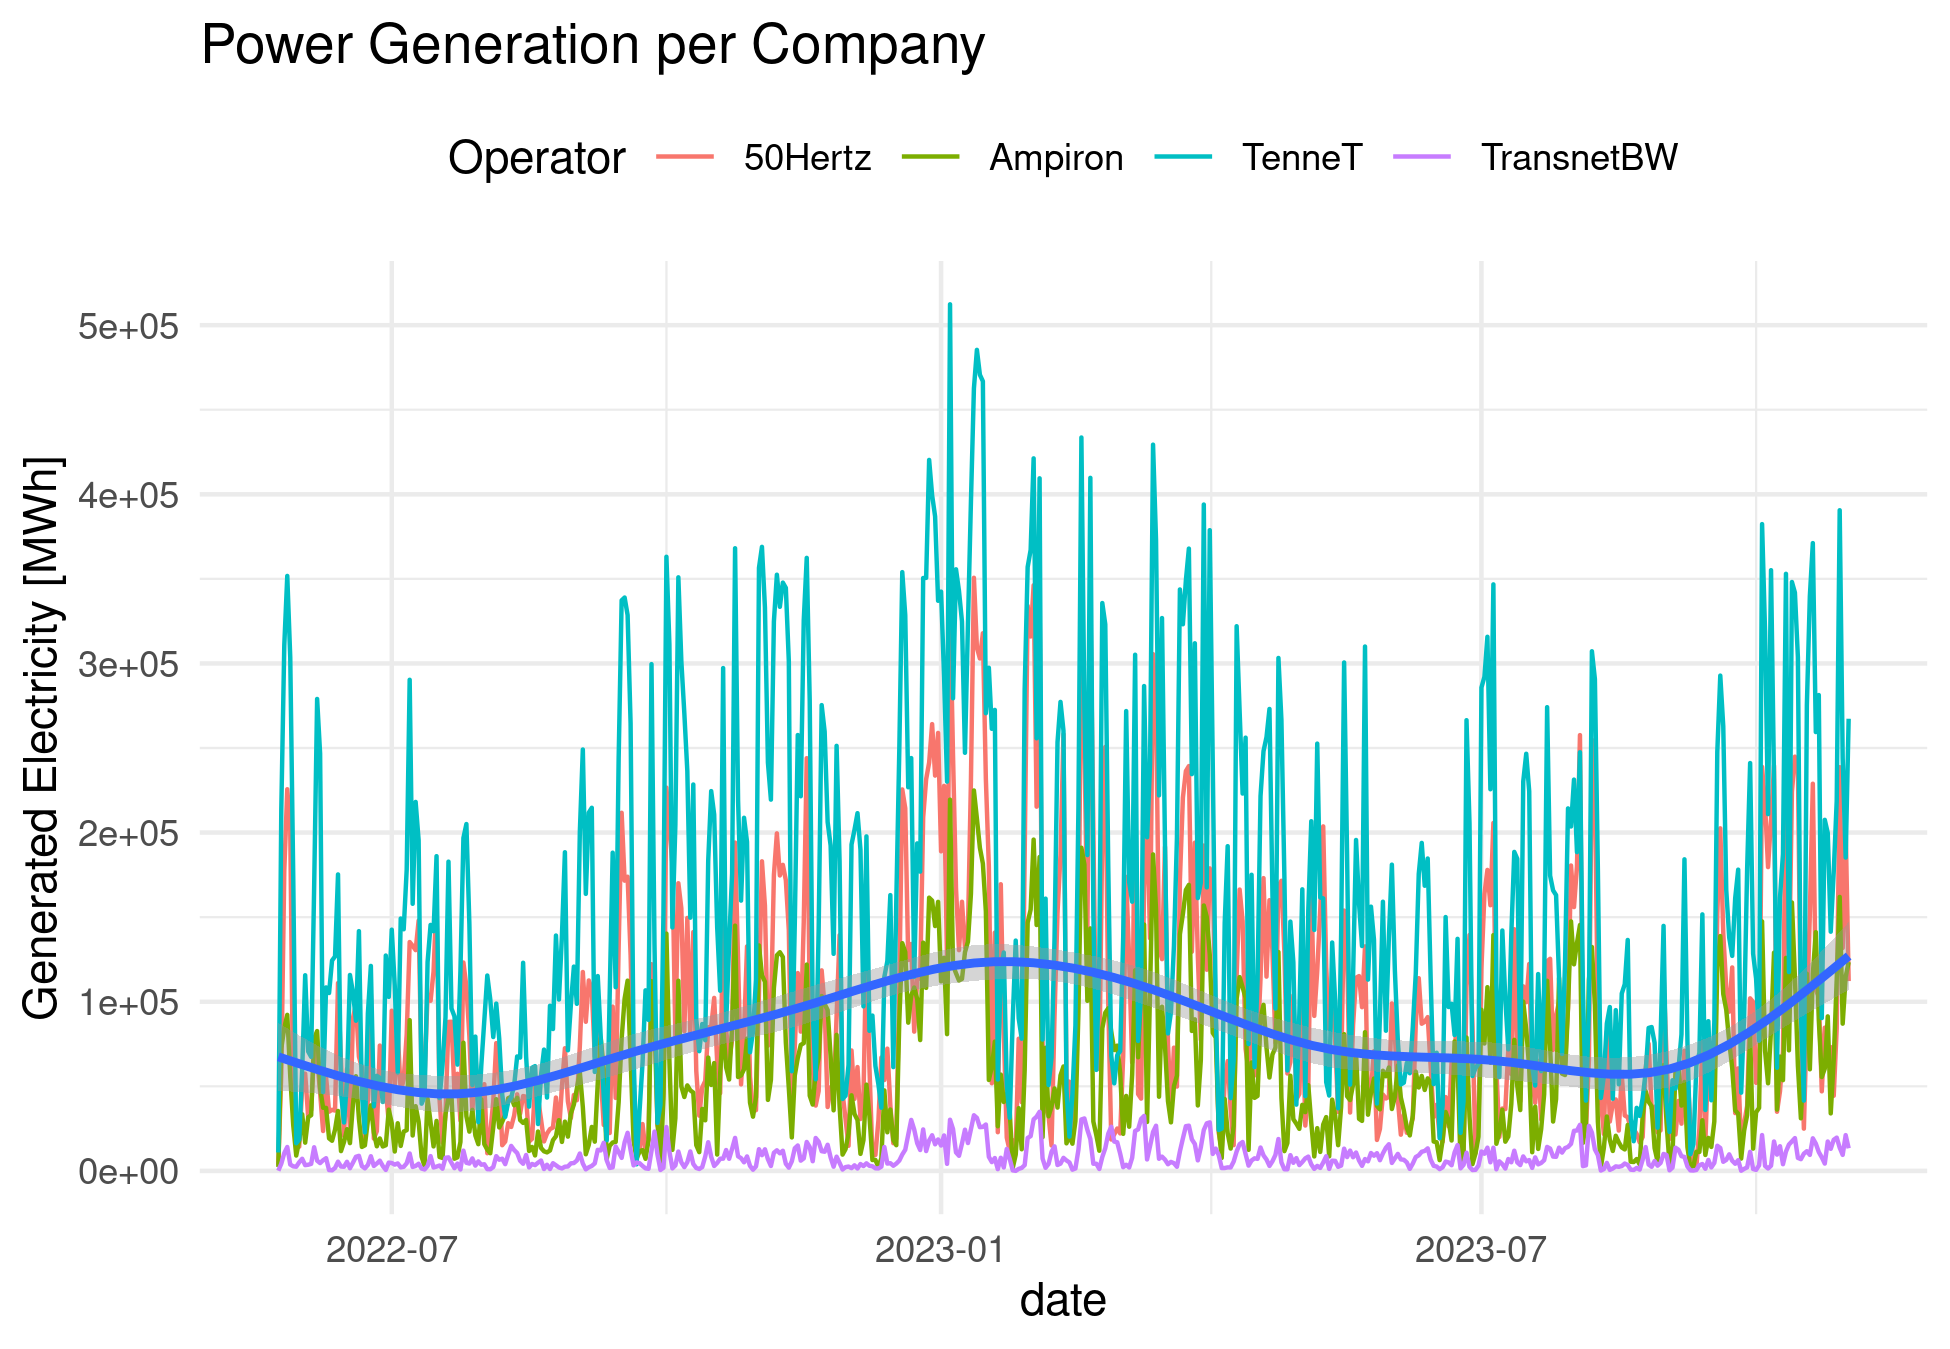 Power Generation per Company
Operator 50Hertz Ampiron TenneT TransnetBW
Generated Electricity [MWh]
5e+05
4e+05
3e+05
2e+05
1e+05
0e+00
2022-07 2023-01 2023-07
date